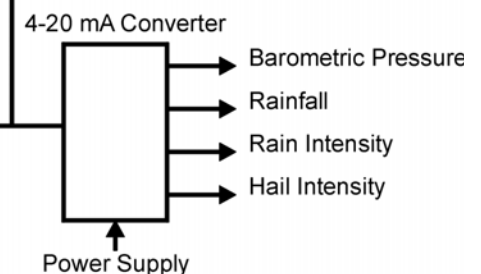 4-20 mA Converter
Barometric Pressure
Rainfall
Rain Intensity
Hail Intensity
Power Supply